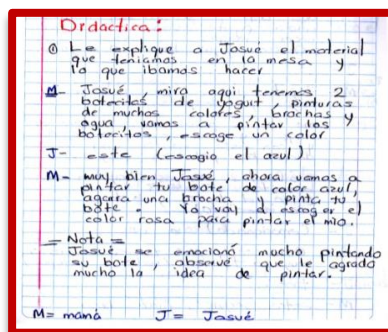 Didactica:
① Le explique a Josué el material
que teniamos en la mesa y
lo que ibamos hacer
M- Josué, mira aqui tenemos 2
botecitos de yogurt, pinturas
de muchos colores, brochas y
agua, vamos a pintar los
botecitos, escoge un color
J- este (escogio el azul)
M- muy bien Josué, ahora vamos a
pintar tu bote de color azul,
agarra una brocha y pinta tu
bote. Yo voy a escoger el
color rosa para pintar el mio.
= Nota =
Josué se emocionó mucho pintando
su bote, observé que le agrado
mucho la idea de pintar.
M= mamá J= Josué